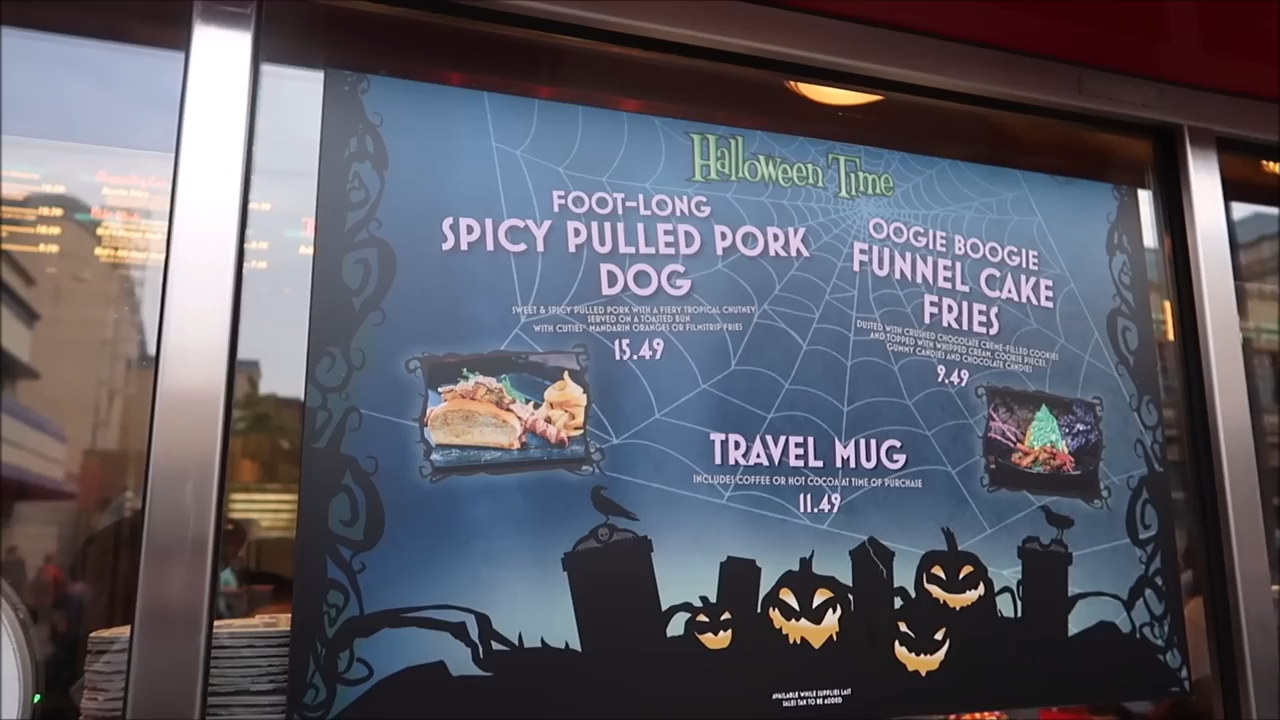 Halloween Time
FOOT-LONG
SPICY PULLED PORK
DOG
SWEET & SPICY PULLED PORK WITH A FIERY TROPICAL CHUTNEY
SERVED ON A TOASTED BUN
WITH CUTIES® MANDARIN ORANGES OR FILMSTRIP FRIES
15.49
OOGIE BOOGIE
FUNNEL CAKE
FRIES
DUSTED WITH CRUSHED CHOCOLATE CREME-FILLED COOKIES
AND TOPPED WITH WHIPPED CREAM, COOKIE PIECES,
GUMMY CANDIES AND CHOCOLATE CANDIES
9.49
TRAVEL MUG
INCLUDES COFFEE OR HOT COCOA AT TIME OF PURCHASE
11.49
AVAILABLE WHILE SUPPLIES LAST
SALES TAX TO BE ADDED